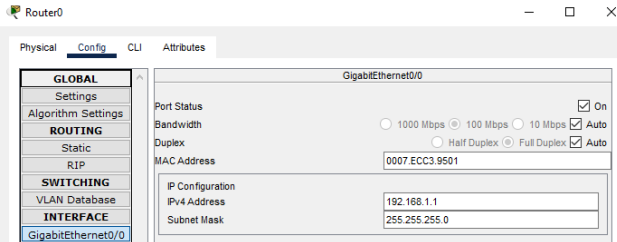 Router0
Physical Config CLI Attributes
GLOBAL
Settings
Algorithm Settings
ROUTING
Static
RIP
SWITCHING
VLAN Database
INTERFACE
GigabitEthernet0/0
GigabitEthernet0/0
Port Status On
Bandwidth 1000 Mbps 100 Mbps 10 Mbps Auto
Duplex Half Duplex Full Duplex Auto
MAC Address 0007.ECC3.9501
IP Configuration
IPv4 Address 192.168.1.1
Subnet Mask 255.255.255.0